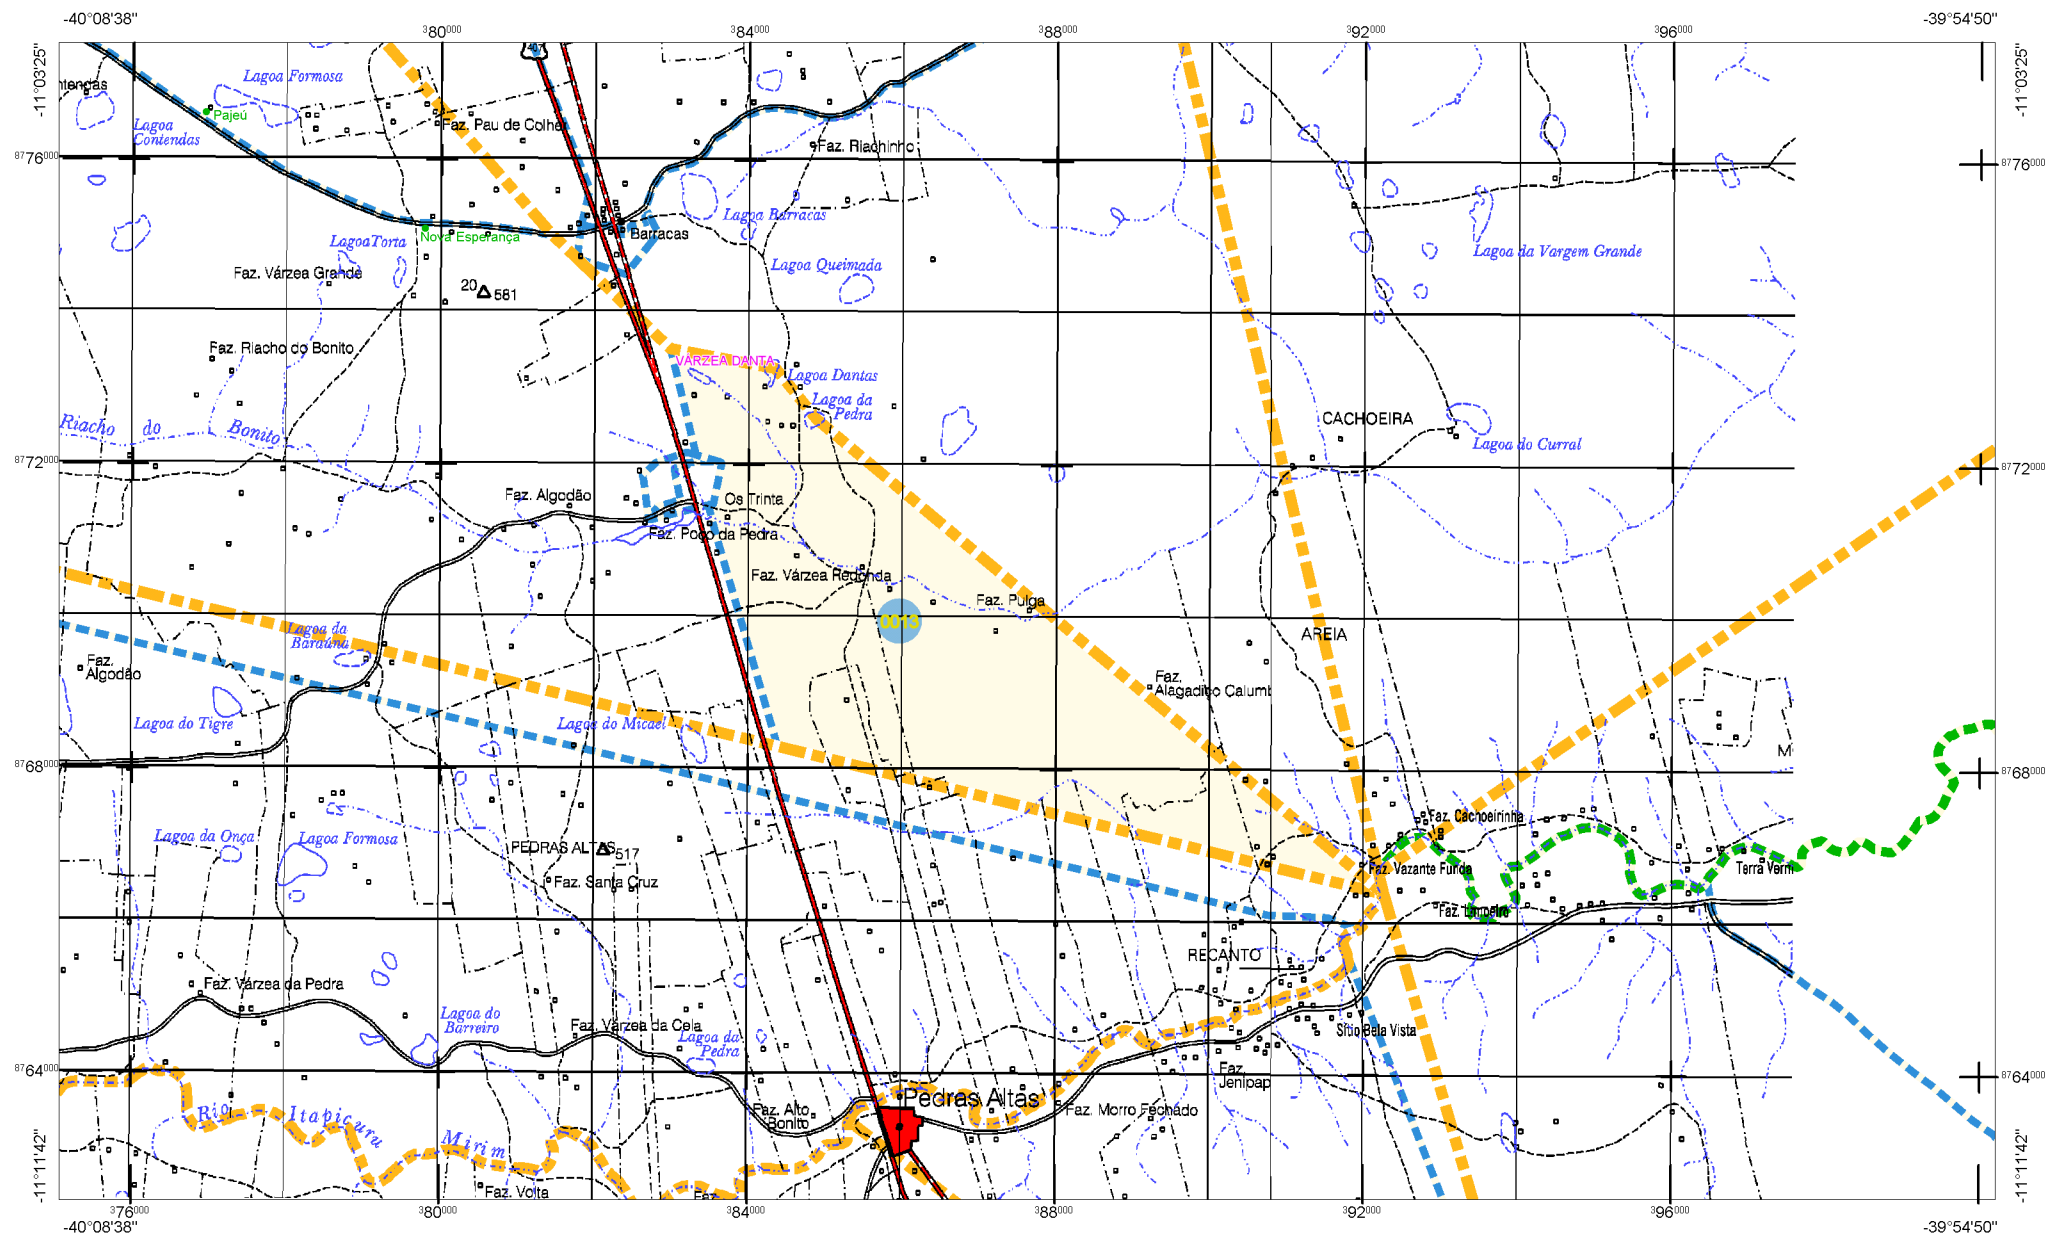 -40°08'38"
-39°54'50"
380000
384000
388000
392000
396000
-11°03'25"
-11°03'25"
407
Lagoa Formosa
Pajeú
Lagoa
Contendas
Faz. Pau de Colher
Faz. Riachinho
8776000
8776000
Lagoa Barracas
Barracas
Nova Esperança
Lagoa Torta
Lagoa da Vargem Grande
Lagoa Queimada
Faz. Várzea Grande
20
581
Faz. Riacho do Bonito
VARZEA DANTA
Lagoa Dantas
Lagoa da
Pedra
CACHOEIRA
Riacho do Bonito
Lagoa do Curral
8772000
8772000
Faz. Algodão
Os Trinta
Faz. Poço da Pedra
Faz. Várzea Redonda
Faz. Pulga
0013
Lagoa da
Baraúna
AREIA
Faz.
Algodão
Faz.
Alagadiço Calumbi
Lagoa do Tigre
Lagoa do Micael
M
8768000
8768000
Faz. Cachoeirinha
Lagoa da Onça
Lagoa Formosa
PEDRAS ALTAS
517
Faz. Santa Cruz
Faz. Vazante Funda
Terra Verm
Faz. Limoeiro
RECANTO
Faz. Várzea da Pedra
Lagoa do
Barreiro
Faz. Várzea da Cela
Lagoa da
Pedra
Sítio Bela Vista
8764000
8764000
Faz.
Jenipap
Pedras Altas
Faz. Alto
Bonito
Faz. Morro Fechado
Rio Itapicuru Mirim
Faz. Volta
Faz.
-11°11'42"
-11°11'42"
376000
380000
384000
388000
392000
396000
-40°08'38"
-39°54'50"